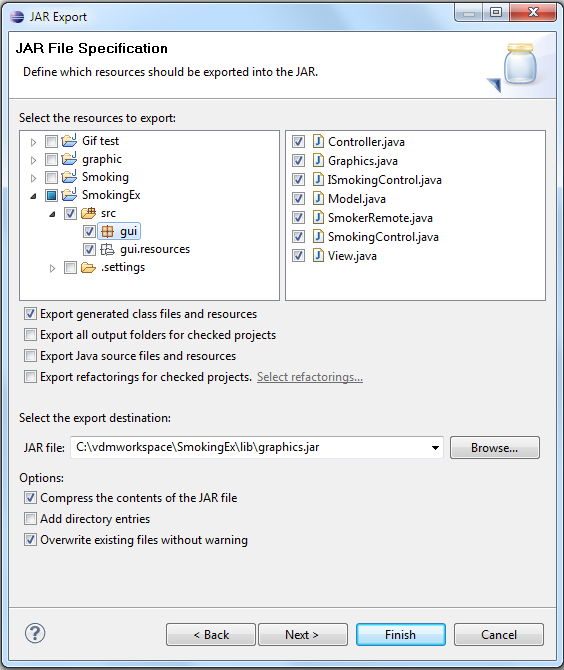 JAR Export
JAR File Specification
Define which resources should be exported into the JAR.
Select the resources to export:
Gif test
graphic
Smoking
SmokingEx
src
gui
gui.resources
.settings
Controller.java
Graphics.java
ISmokingControl.java
Model.java
SmokerRemote.java
SmokingControl.java
View.java
Export generated class files and resources
Export all output folders for checked projects
Export Java source files and resources
Export refactorings for checked projects. Select refactorings...
Select the export destination:
JAR file: C:\vdmworkspace\SmokingEx\lib\graphics.jar Browse...
Options:
Compress the contents of the JAR file
Add directory entries
Overwrite existing files without warning
? < Back Next > Finish Cancel